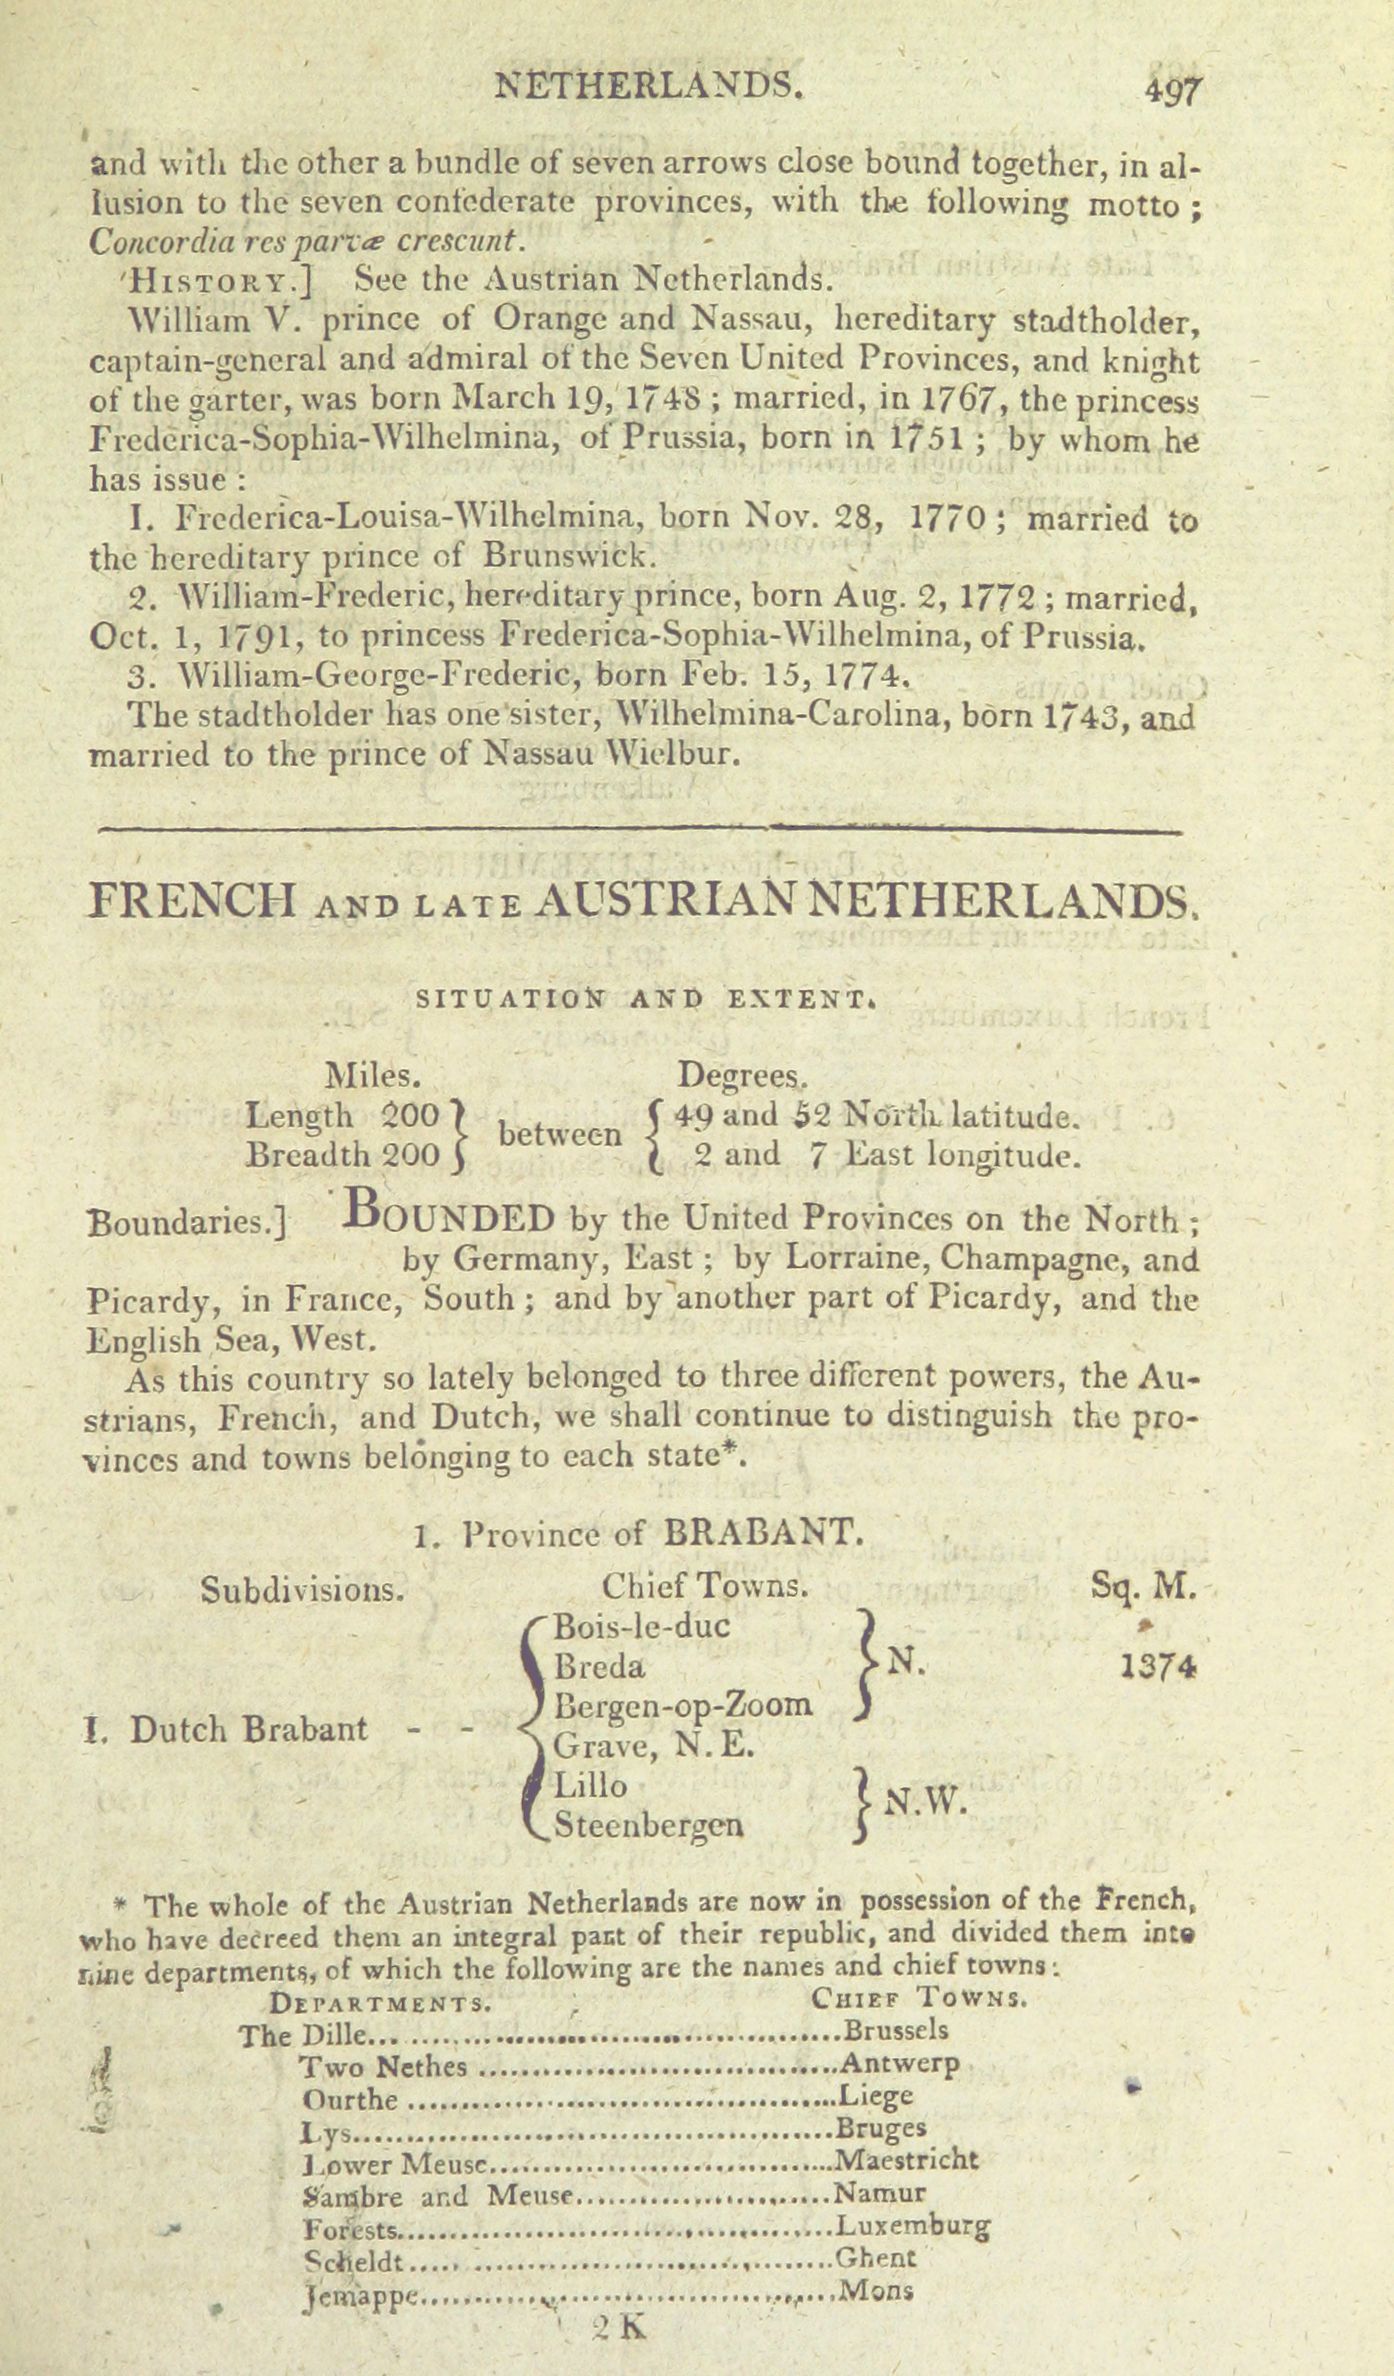 NETHERLANDS. 497
and with the other a bundle of seven arrows close bound together, in al-
lusion to the seven confederate provinces, with the following motto ;
Concordia res parvæ crescunt.
HISTORY.] See the Austrian Netherlands.
William V. prince of Orange and Nassau, hereditary stadtholder,
captain-general and admiral of the Seven United Provinces, and knight
of the garter, was born March 19, 1748 ; married, in 1767, the princess
Frederica-Sophia-Wilhelmina, of Prussia, born in 1751 ; by whom he
has issue :
1. Frederica-Louisa-Wilhelmina, born Nov. 28, 1770 ; married to
the hereditary prince of Brunswick.
2. William-Frederic, hereditary prince, born Aug. 2, 1772 ; married,
Oct. 1, 1791, to princess Frederica-Sophia-Wilhelmina, of Prussia.
3. William-George-Frederic, born Feb. 15, 1774.
The stadtholder has one sister, Wilhelmina-Carolina, born 1743, and
married to the prince of Nassau Wielbur.
FRENCH AND LATE AUSTRIAN NETHERLANDS.
SITUATION AND EXTENT.
Miles. Degrees.
Length 200 } between { 49 and 52 North latitude.
Breadth 200 } { 2 and 7 East longitude.
Boundaries.] BOUNDED by the United Provinces on the North ;
by Germany, East ; by Lorraine, Champagne, and
Picardy, in France, South ; and by another part of Picardy, and the
English Sea, West.
As this country so lately belonged to three different powers, the Au-
strians, French, and Dutch, we shall continue to distinguish the pro-
vinces and towns belonging to each state*.
1. Province of BRABANT.
Subdivisions. Chief Towns. Sq. M.
Bois-le-duc
Breda } N. 1374
Bergen-op-Zoom
1. Dutch Brabant - - { Grave, N. E.
Lillo
Steenbergen } N.W.
* The whole of the Austrian Netherlands are now in possession of the French,
who have decreed them an integral part of their republic, and divided them into
nine departments, of which the following are the names and chief towns :
DEPARTMENTS. CHIEF TOWNS.
The Dille..........Brussels
Two Nethes..........Antwerp
Ourthe..........Liege
Lys..........Bruges
Lower Meuse..........Maestricht
Sambre and Meuse..........Namur
Forests..........Luxemburg
Scheldt..........Ghent
Jemappe..........Mons
2 K